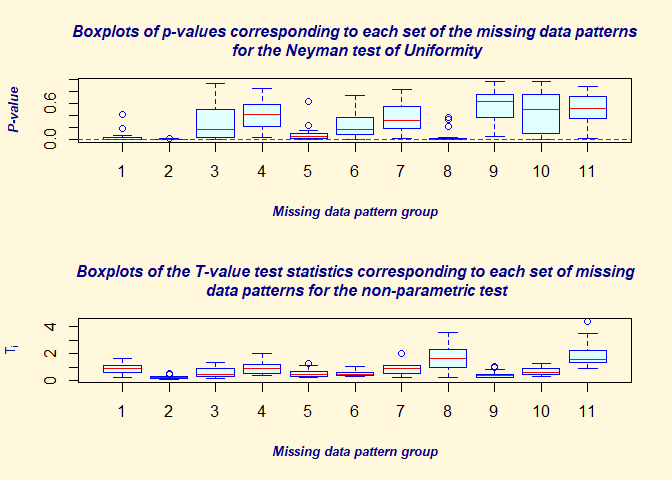 Boxplots of p-values corresponding to each set of the missing data patterns
for the Neyman test of Uniformity
P-value
0.6
0.0
1 2 3 4 5 6 7 8 9 10 11
Missing data pattern group
Boxplots of the T-value test statistics corresponding to each set of missing
data patterns for the non-parametric test
Ti
4
2
0
1 2 3 4 5 6 7 8 9 10 11
Missing data pattern group